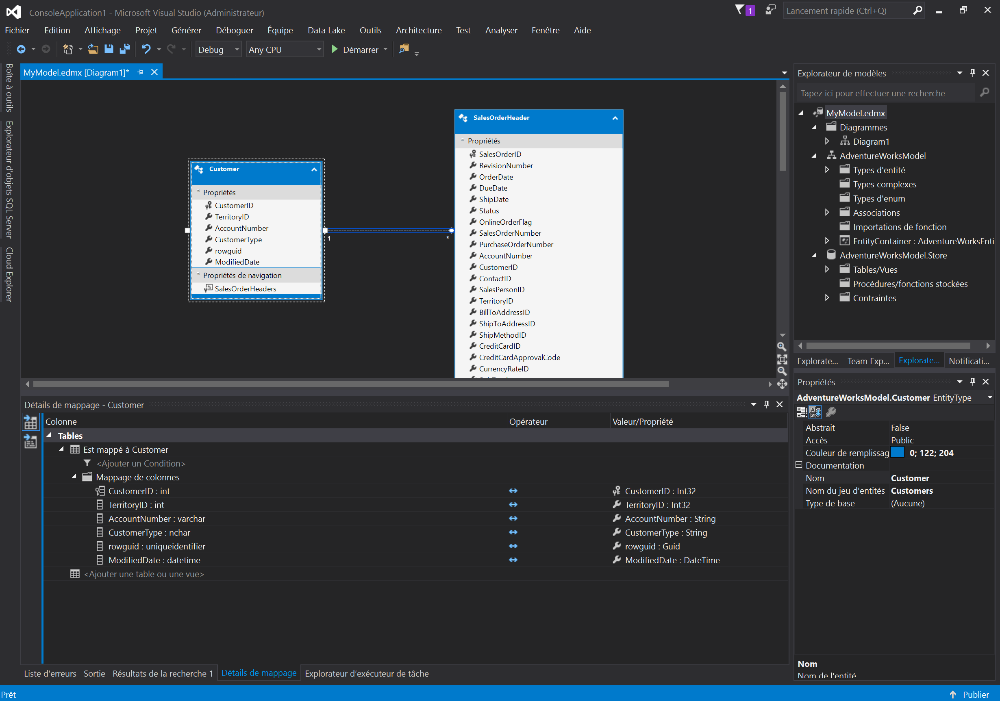 ConsoleApplication1 - Microsoft Visual Studio (Administrateur)
1
Lancement rapide (Ctrl+Q)
Fichier Edition Affichage Projet Générer Déboguer Équipe Data Lake Outils Architecture Test Analyser Fenêtre Aide
Debug Any CPU Démarrer
Boîte à outils
Explorateur d'objets SQL Server
Cloud Explorer
MyModel.edmx [Diagram1]*
Customer
Propriétés
CustomerID
TerritoryID
AccountNumber
CustomerType
rowguid
ModifiedDate
Propriétés de navigation
SalesOrderHeaders
1
*
SalesOrderHeader
Propriétés
SalesOrderID
RevisionNumber
OrderDate
DueDate
ShipDate
Status
OnlineOrderFlag
SalesOrderNumber
PurchaseOrderNumber
AccountNumber
CustomerID
ContactID
SalesPersonID
TerritoryID
BillToAddressID
ShipToAddressID
ShipMethodID
CreditCardID
CreditCardApprovalCode
CurrencyRateID
Explorateur de modèles
Tapez ici pour effectuer une recherche
MyModel.edmx
Diagrammes
Diagram1
AdventureWorksModel
Types d'entité
Types complexes
Types d'enum
Associations
Importations de fonction
EntityContainer : AdventureWorksEnti
AdventureWorksModel.Store
Tables/Vues
Procédures/fonctions stockées
Contraintes
Explorate... Team Exp... Explorate... Notificati...
Détails de mappage - Customer
Colonne Opérateur Valeur/Propriété
Tables
Est mappé à Customer
<Ajouter un Condition>
Mappage de colonnes
CustomerID : int CustomerID : Int32
TerritoryID : int TerritoryID : Int32
AccountNumber : varchar AccountNumber : String
CustomerType : nchar CustomerType : String
rowguid : uniqueidentifier rowguid : Guid
ModifiedDate : datetime ModifiedDate : DateTime
<Ajouter une table ou une vue>
Propriétés
AdventureWorksModel.Customer EntityType
Abstrait False
Accès Public
Couleur de remplissag 0; 122; 204
Documentation
Nom Customer
Nom du jeu d'entités Customers
Type de base (Aucune)
Nom
Nom de l'entité
Liste d'erreurs Sortie Résultats de la recherche 1 Détails de mappage Explorateur d’exécuteur de tâche
Prêt
Publier